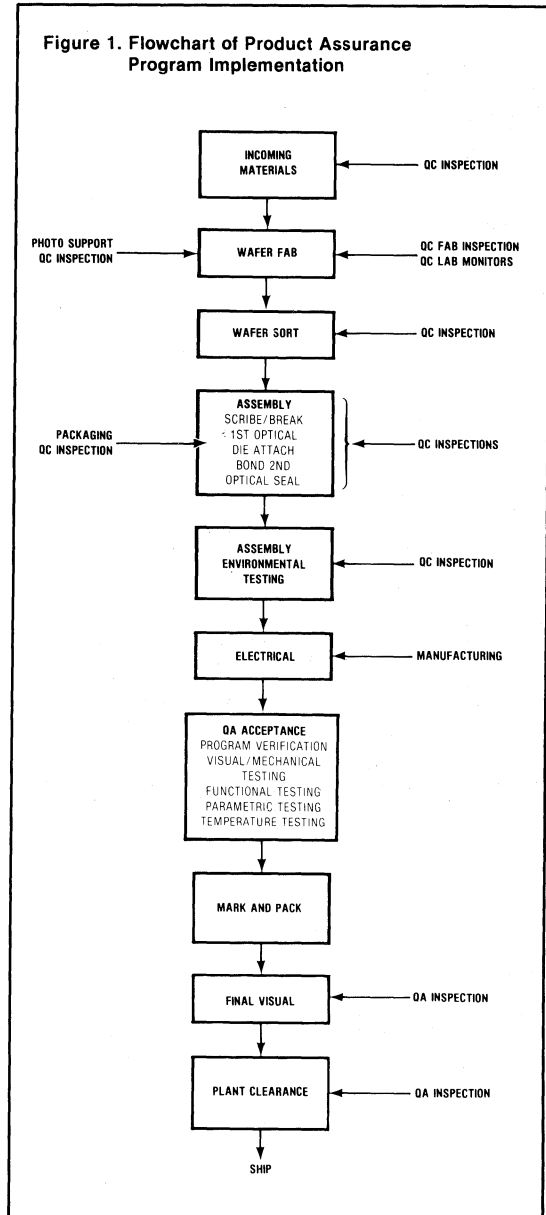 Figure 1. Flowchart of Product Assurance
Program Implementation
INCOMING
MATERIALS
QC INSPECTION
PHOTO SUPPORT
QC INSPECTION
WAFER FAB
QC FAB INSPECTION
QC LAB MONITORS
WAFER SORT
QC INSPECTION
PACKAGING
QC INSPECTION
ASSEMBLY
SCRIBE/BREAK
1ST OPTICAL
DIE ATTACH
BOND 2ND
OPTICAL SEAL
QC INSPECTIONS
ASSEMBLY
ENVIRONMENTAL
TESTING
QC INSPECTION
ELECTRICAL
MANUFACTURING
QA ACCEPTANCE
PROGRAM VERIFICATION
VISUAL/MECHANICAL
TESTING
FUNCTIONAL TESTING
PARAMETRIC TESTING
TEMPERATURE TESTING
MARK AND PACK
FINAL VISUAL
QA INSPECTION
PLANT CLEARANCE
QA INSPECTION
SHIP